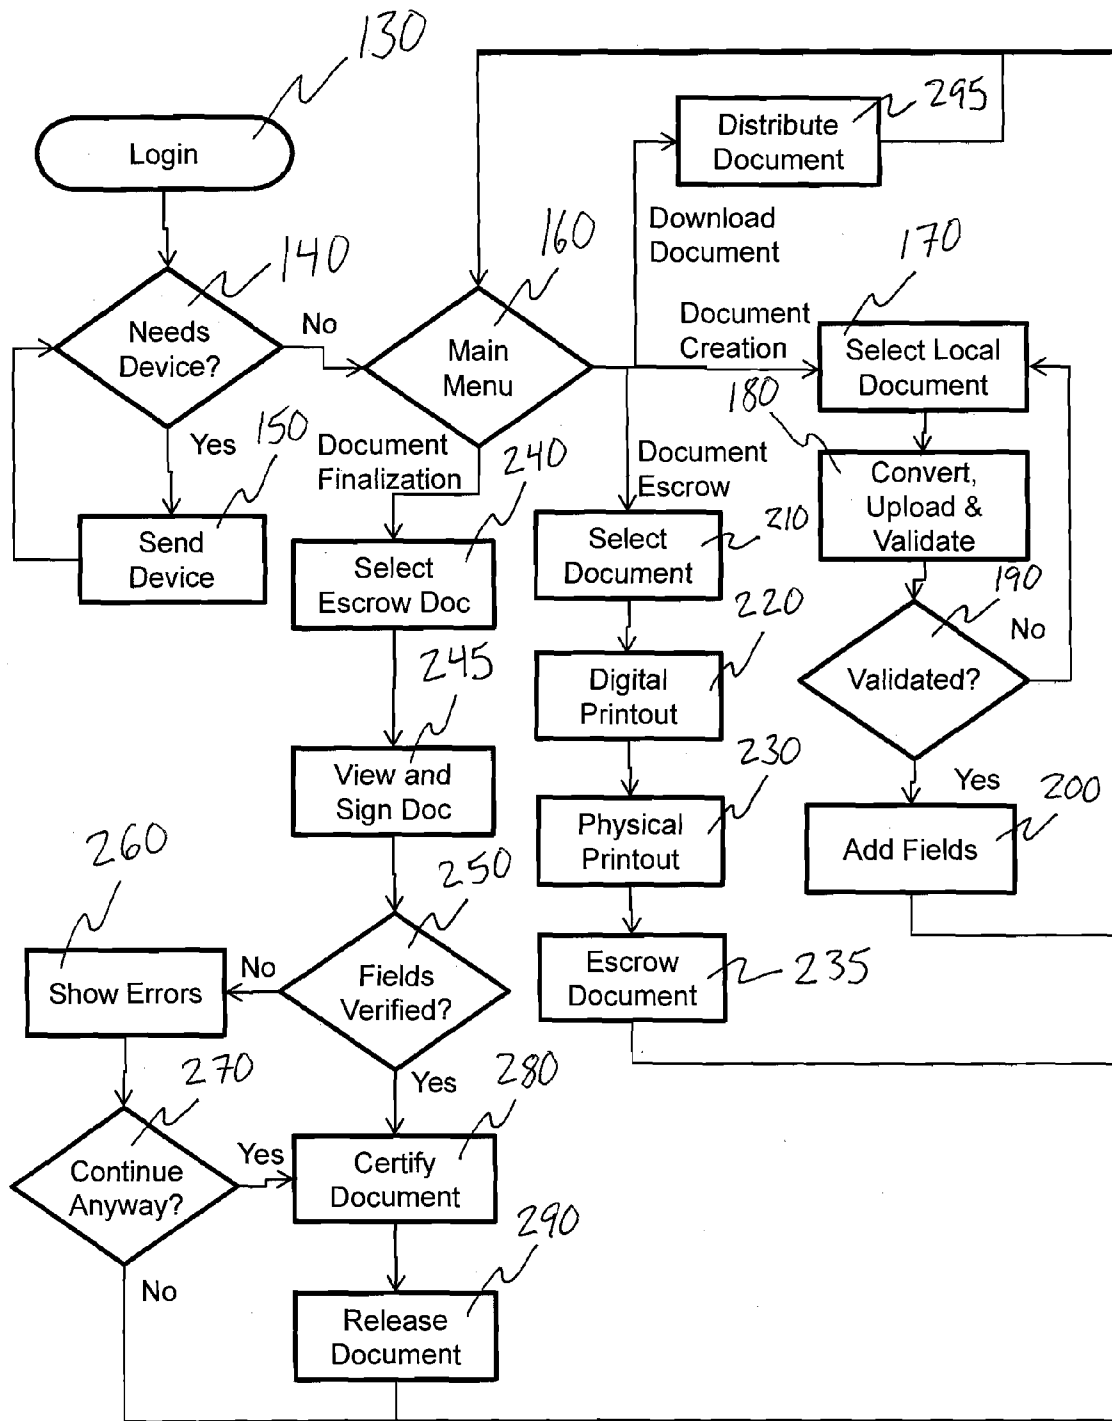 130
Login
295
Distribute
Document
Download
Document
140
Needs
Device?
No
Yes
150
Send
Device
160
Main
Menu
Document
Creation
170
Select Local
Document
180
Convert,
Upload &
Validate
190
Validated?
No
Yes
200
Add Fields
Document
Escrow
210
Select
Document
220
Digital
Printout
230
Physical
Printout
Escrow
Document
235
Document
Finalization
240
Select
Escrow Doc
245
View and
Sign Doc
250
Fields
Verified?
No
Yes
260
Show Errors
270
Continue
Anyway?
Yes
No
280
Certify
Document
290
Release
Document